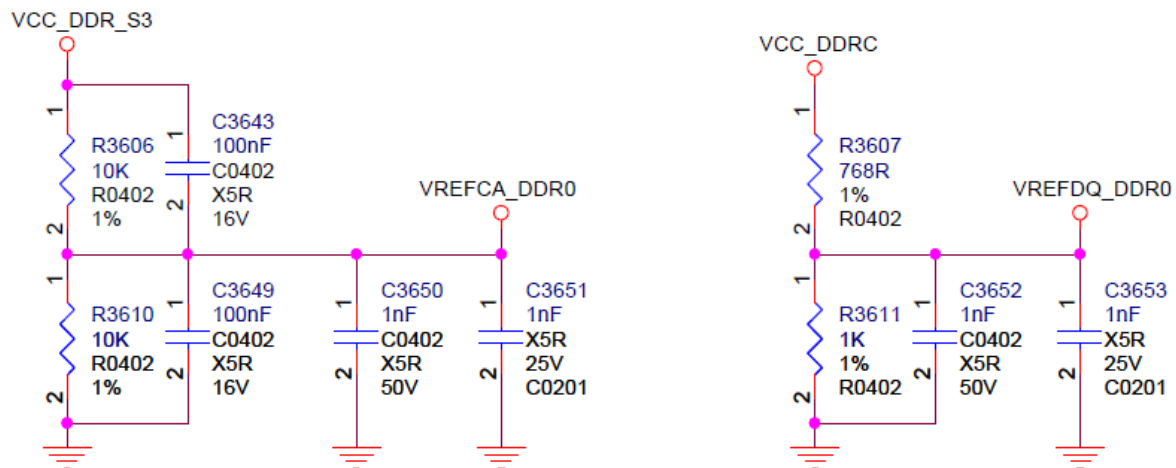 VCC_DDR_S3
1
R3606
10K
R0402
1%
2
1
C3643
100nF
C0402
X5R
16V
2
VREFCA_DDR0
1
R3610
10K
R0402
1%
2
1
C3649
100nF
C0402
X5R
16V
2
1
C3650
1nF
C0402
X5R
50V
2
1
C3651
1nF
X5R
25V
C0201
2
VCC_DDRC
1
R3607
768R
1%
R0402
2
VREFDQ_DDR0
1
R3611
1K
1%
R0402
2
1
C3652
1nF
C0402
X5R
50V
2
1
C3653
1nF
X5R
25V
C0201
2